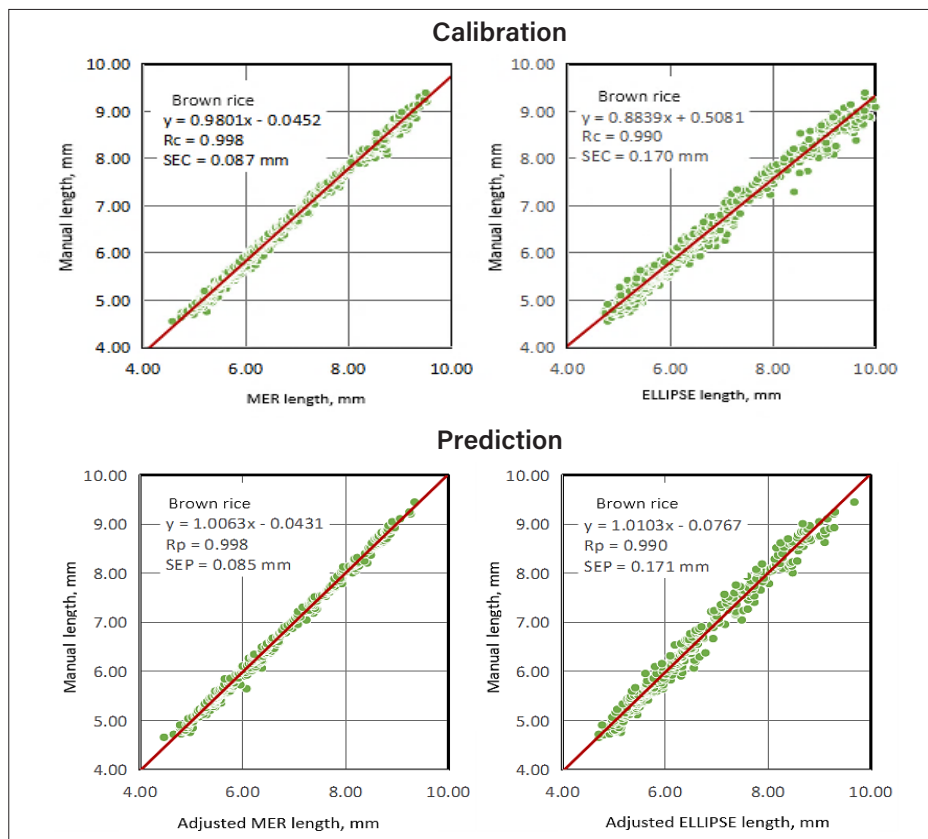 Calibration
10.00
9.00
8.00
7.00
6.00
5.00
4.00
Manual length, mm
Brown rice
y = 0.9801x - 0.0452
Rc = 0.998
SEC = 0.087 mm
4.00 6.00 8.00 10.00
MER length, mm
10.00
9.00
8.00
7.00
6.00
5.00
4.00
Manual length, mm
Brown rice
y = 0.8839x + 0.5081
Rc = 0.990
SEC = 0.170 mm
4.00 6.00 8.00 10.00
ELLIPSE length, mm
Prediction
10.00
9.00
8.00
7.00
6.00
5.00
4.00
Manual length, mm
Brown rice
y = 1.0063x - 0.0431
Rp = 0.998
SEP = 0.085 mm
4.00 6.00 8.00 10.00
Adjusted MER length, mm
10.00
9.00
8.00
7.00
6.00
5.00
4.00
Manual length, mm
Brown rice
y = 1.0103x - 0.0767
Rp = 0.990
SEP = 0.171 mm
4.00 6.00 8.00 10.00
Adjusted ELLIPSE length, mm